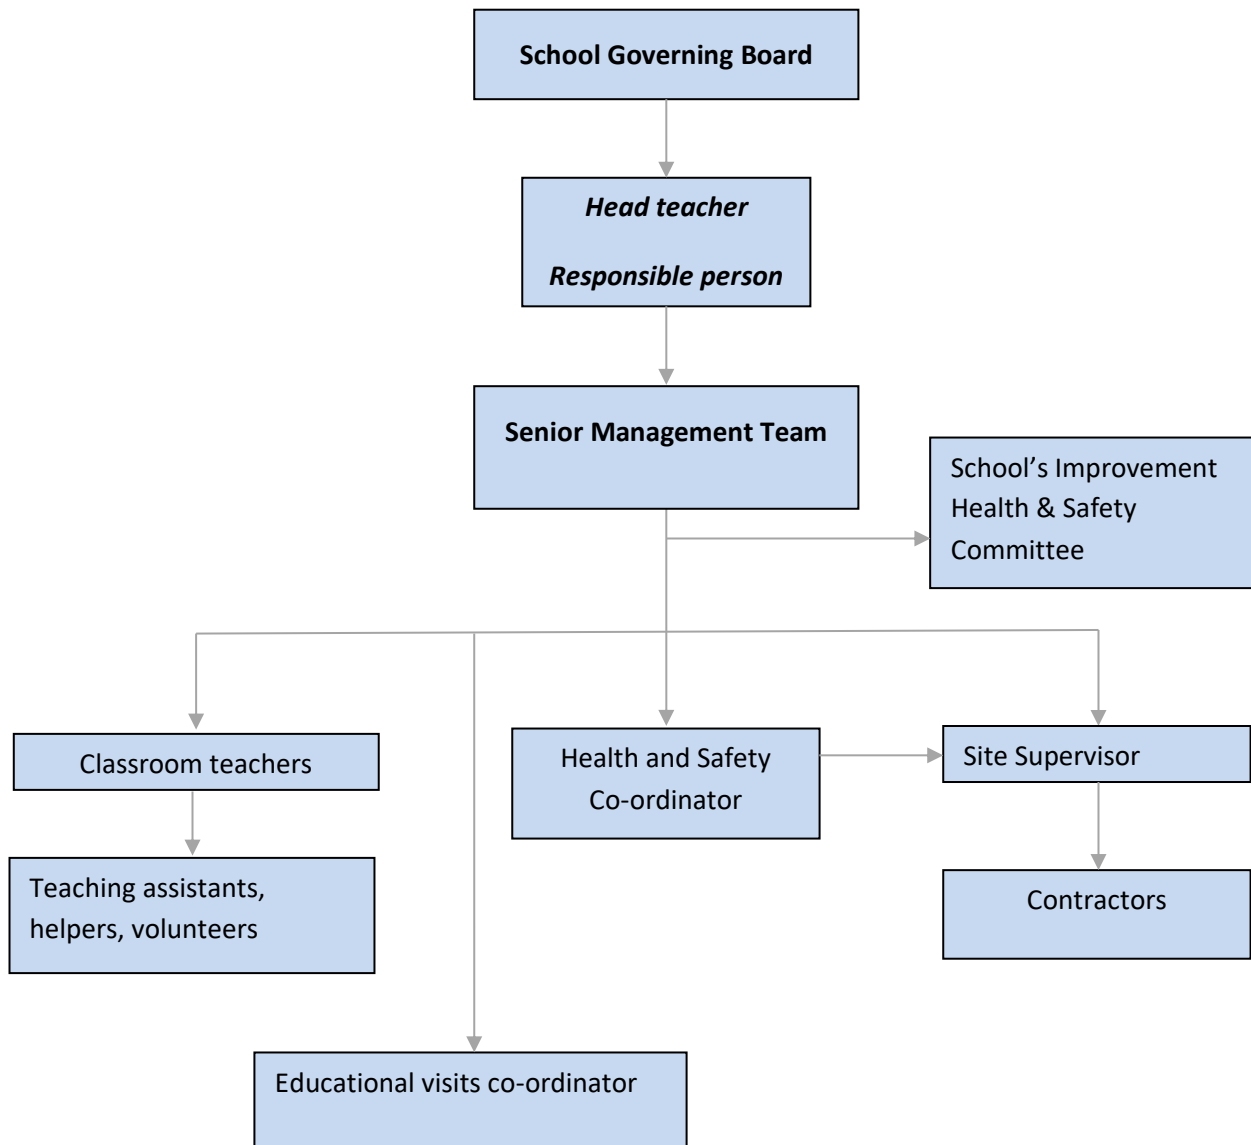 School Governing Board
Head teacher
Responsible person
Senior Management Team
School’s Improvement
Health & Safety
Committee
Classroom teachers
Health and Safety
Co-ordinator
Site Supervisor
Teaching assistants,
helpers, volunteers
Contractors
Educational visits co-ordinator